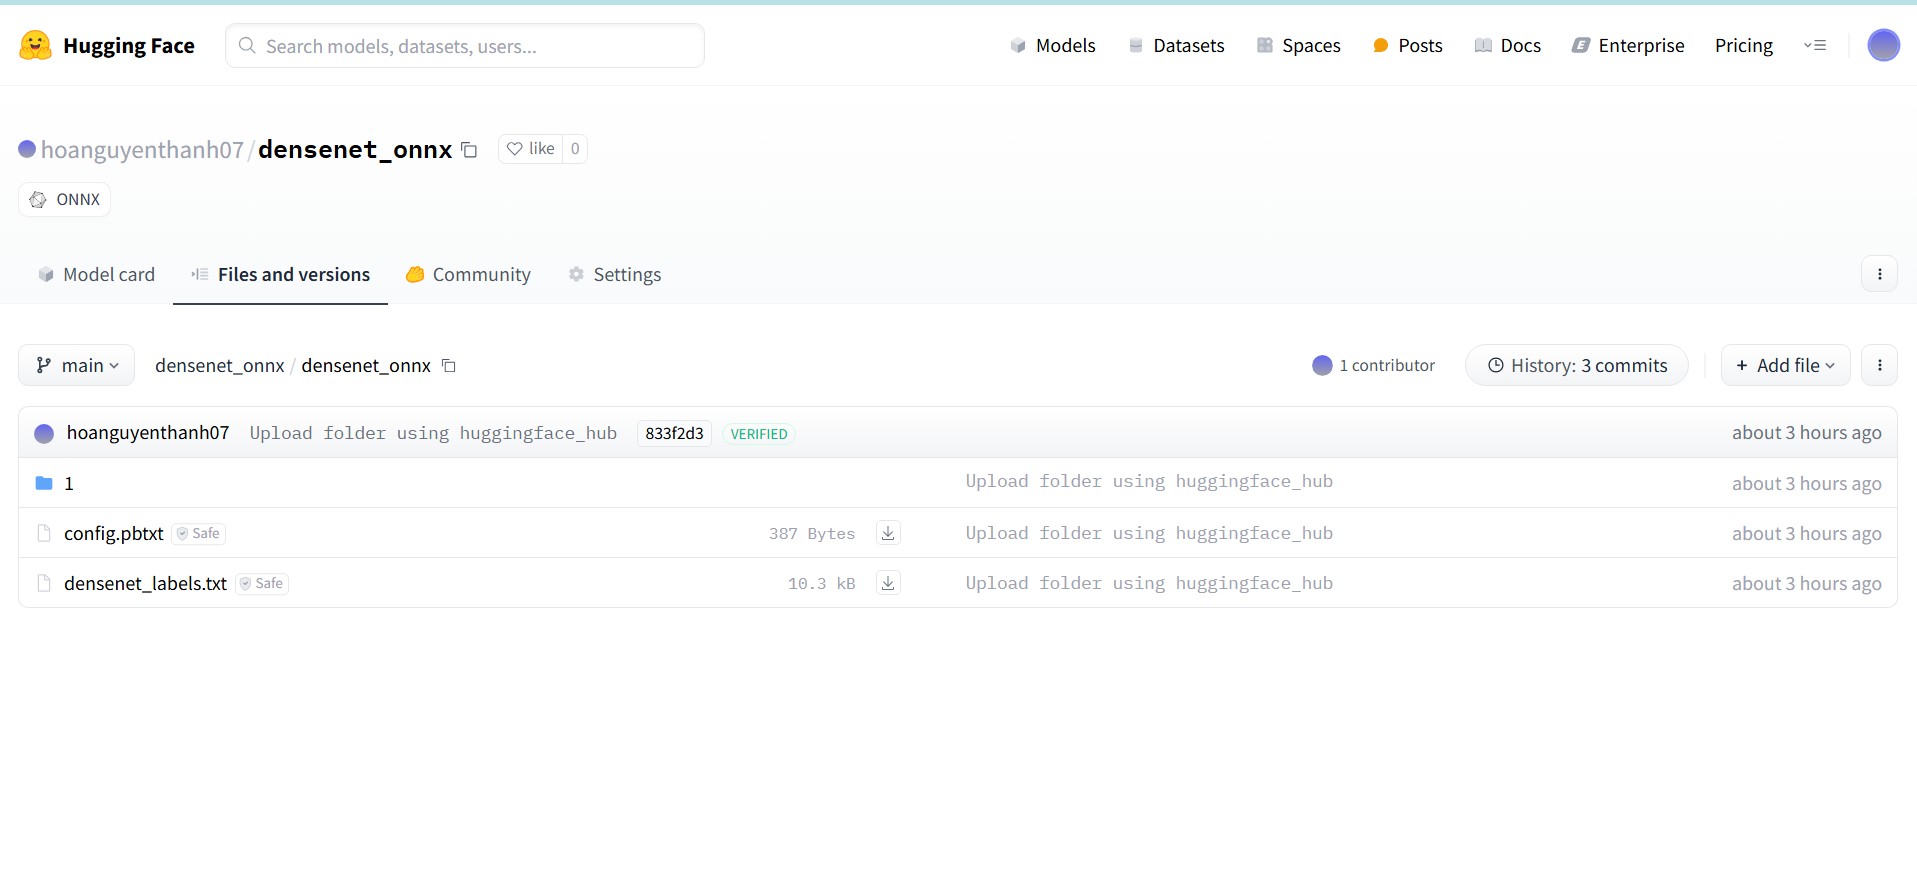 Hugging Face
Search models, datasets, users...
Models
Datasets
Spaces
Posts
Docs
Enterprise
Pricing
hoanguyenthanh07/densenet_onnx
like 0
ONNX
Model card
Files and versions
Community
Settings
main
densenet_onnx / densenet_onnx
1 contributor
History: 3 commits
+ Add file
hoanguyenthanh07 Upload folder using huggingface_hub 833f2d3 VERIFIED about 3 hours ago
1 Upload folder using huggingface_hub about 3 hours ago
config.pbtxt Safe 387 Bytes Upload folder using huggingface_hub about 3 hours ago
densenet_labels.txt Safe 10.3 kB Upload folder using huggingface_hub about 3 hours ago